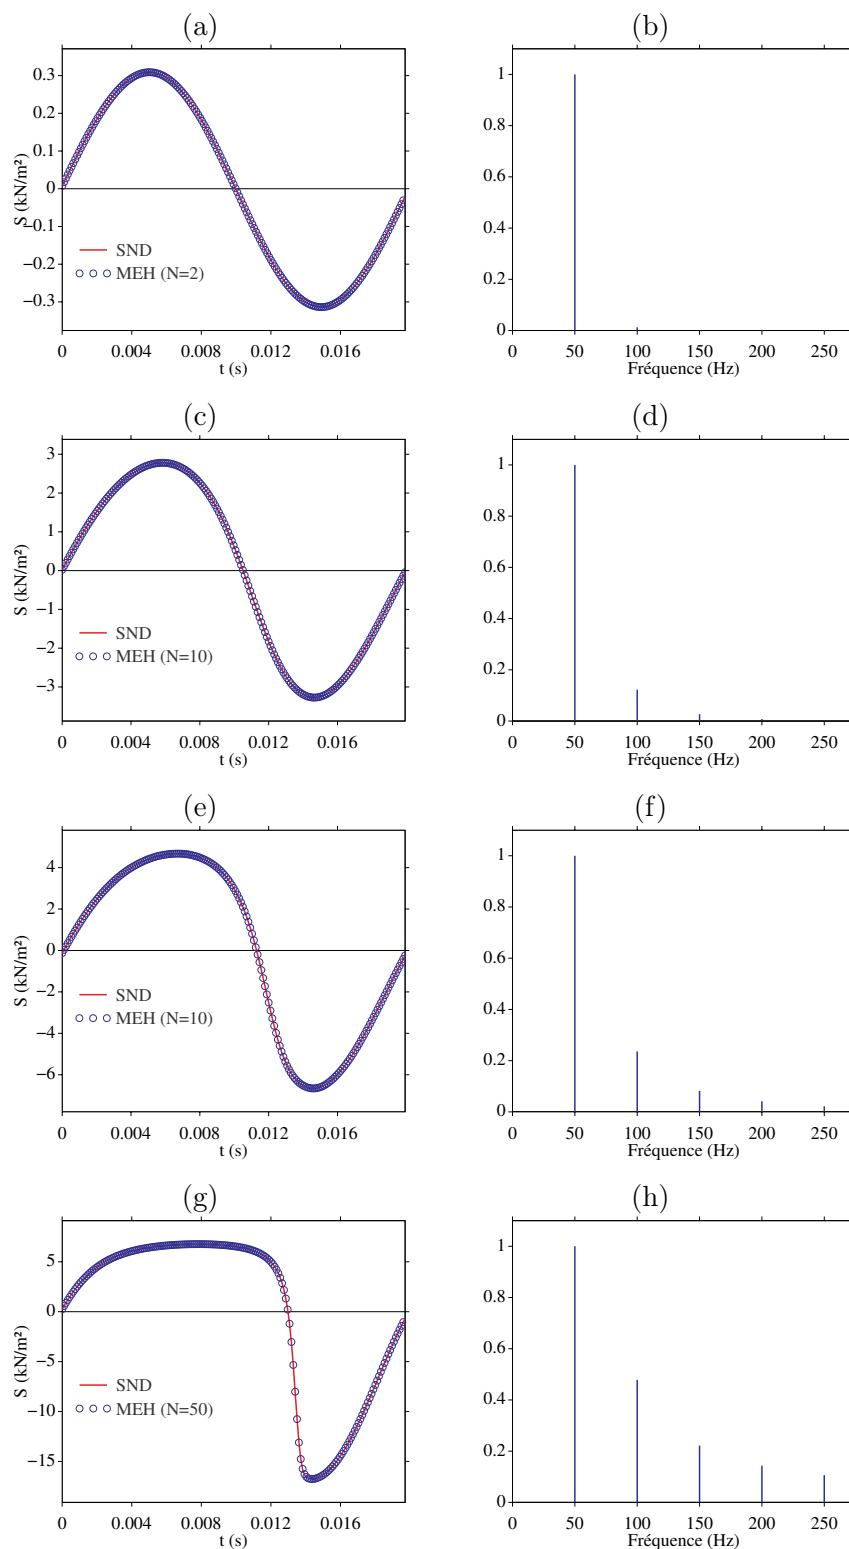 (a)
0.3
0.1
0
−0.1
−0.3
S (kN/m²)
SND
MEH (N=2)
0 0.004 0.008 0.012 0.016
t (s)
(b)
1
0.8
0.6
0.4
0.2
0
0 50 100 150 200 250
Fréquence (Hz)
(c)
3
2
1
0
−1
−3
S (kN/m²)
SND
MEH (N=10)
0 0.004 0.008 0.012 0.016
t (s)
(d)
1
0.8
0.6
0.4
0.2
0
0 50 100 150 200 250
Fréquence (Hz)
(e)
4
2
0
−2
−4
−6
S (kN/m²)
SND
MEH (N=10)
0 0.004 0.008 0.012 0.016
t (s)
(f)
1
0.8
0.6
0.4
0.2
0
0 50 100 150 200 250
Fréquence (Hz)
(g)
5
0
−5
−10
−15
S (kN/m²)
SND
MEH (N=50)
0 0.004 0.008 0.012 0.016
t (s)
(h)
1
0.8
0.6
0.4
0.2
0
0 50 100 150 200 250
Fréquence (Hz)